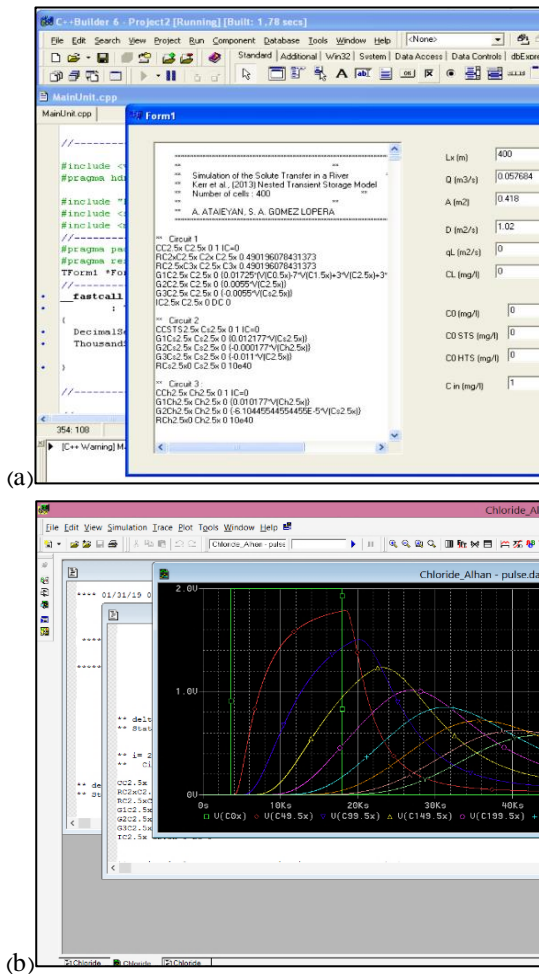 C++Builder 6 - Project2 [Running] [Built: 1,78 secs]
File Edit Search View Project Run Component Database Tools Window Help <None>
Standard Additional Win32 System Data Access Data Controls dbExpre
MainUnit.cpp
MainUnit.cpp
Form1
//
#include <v
#pragma hdr
#include "
#include <
#include <
//
#pragma pa
#pragma re
TForm1 *Fo
//
__fastcall
: T
{
DecimalSe
Thousand
}
//
354: 108
[C++ Warning] M
** Simulation of the Solute Transfer in a River
** Kerr et al., (2013) Nested Transient Storage Model
** Number of cells : 400
** A. ATAIEYAN, S. A. GOMEZ LOPERA
** Circuit 1
CC2.5x C2.5x 0 1 IC=0
RC2xC2.5x C2x C2.5x 0.490196078431373
RC2.5xC3x C2.5x C3x 0.490196078431373
G1C2.5x C2.5x 0 {0.01725*(V(C0.5x)-7*V(C1.5x)+3*V(C2.5x)+3*
G2C2.5x C2.5x 0 {0.0055*V(C2.5x)}
G3C2.5x C2.5x 0 {-0.0055*V(Cs2.5x)}
IC2.5x C2.5x 0 DC 0
** Circuit 2
CCSTS2.5x Cs2.5x 0 1 IC=0
G1Cs2.5x Cs2.5x 0 {0.012177*V(Cs2.5x)}
G2Cs2.5x Cs2.5x 0 {-0.000177*V(Ch2.5x)}
G3Cs2.5x Cs2.5x 0 {-0.011*V(C2.5x)}
RCs2.5x0 Cs2.5x 0 10e40
** Circuit 3
CCh2.5x Ch2.5x 0 1 IC=0
G1Ch2.5x Ch2.5x 0 {0.010177*V(Ch2.5x)}
G2Ch2.5x Ch2.5x 0 {-6.10445544554455E-5*V(Cs2.5x)}
RCh2.5x0 Ch2.5x 0 10e40
Lx (m) 400
Q (m3/s) 0.057684
A (m2) 0.418
D (m2/s) 1.02
qL (m2/s) 0
CL (mg/l) 0
C0 (mg/l) 0
C0 STS (mg/l) 0
C0 HTS (mg/l) 0
C in (mg/l) 1
(a)
Chloride_Al
File Edit View Simulation Trace Plot Tools Window Help
Chloride_Alhan - pulse
Chloride_Alhan - pulse.da
**** 01/31/19 0
** delt
** Stat
** i= 2
** Ci
** de
** St
CC2.5x
RC2xC2.
RC2.5xC
G1C2.5x
G2C2.5x
G3C2.5x
2.0V
1.0V
0V
0s 10Ks 20Ks 30Ks 40Ks
V(C0x) V(C49.5x) V(C99.5x) V(C149.5x) V(C199.5x)
Chloride Chloride Chloride
(b)